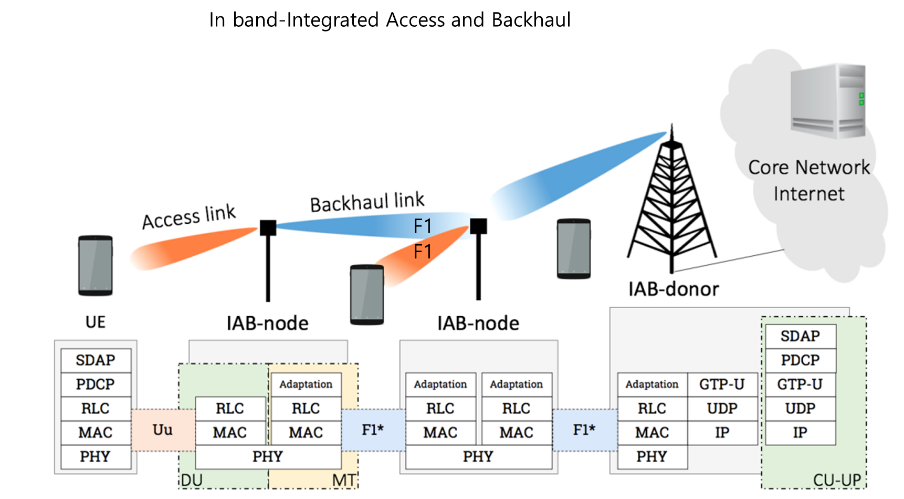 In band-Integrated Access and Backhaul
Core Network
Internet
Access link
Backhaul link
F1
F1
IAB-donor
UE
IAB-node
IAB-node
SDAP
PDCP
RLC
MAC
PHY
Uu
RLC
MAC
Adaptation
RLC
MAC
PHY
DU
MT
F1*
Adaptation
RLC
MAC
Adaptation
RLC
MAC
PHY
F1*
Adaptation
RLC
MAC
PHY
GTP-U
UDP
IP
SDAP
PDCP
GTP-U
UDP
IP
CU-UP